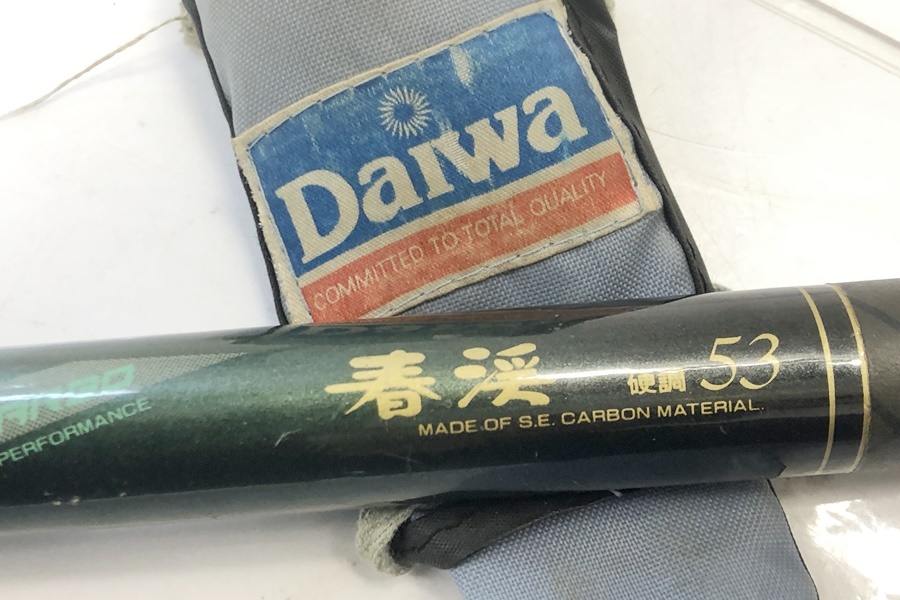 Daiwa
COMMITTED TO TOTAL QUALITY
春渓 硬調 53
MADE OF S.E. CARBON MATERIAL.
PERFORMANCE